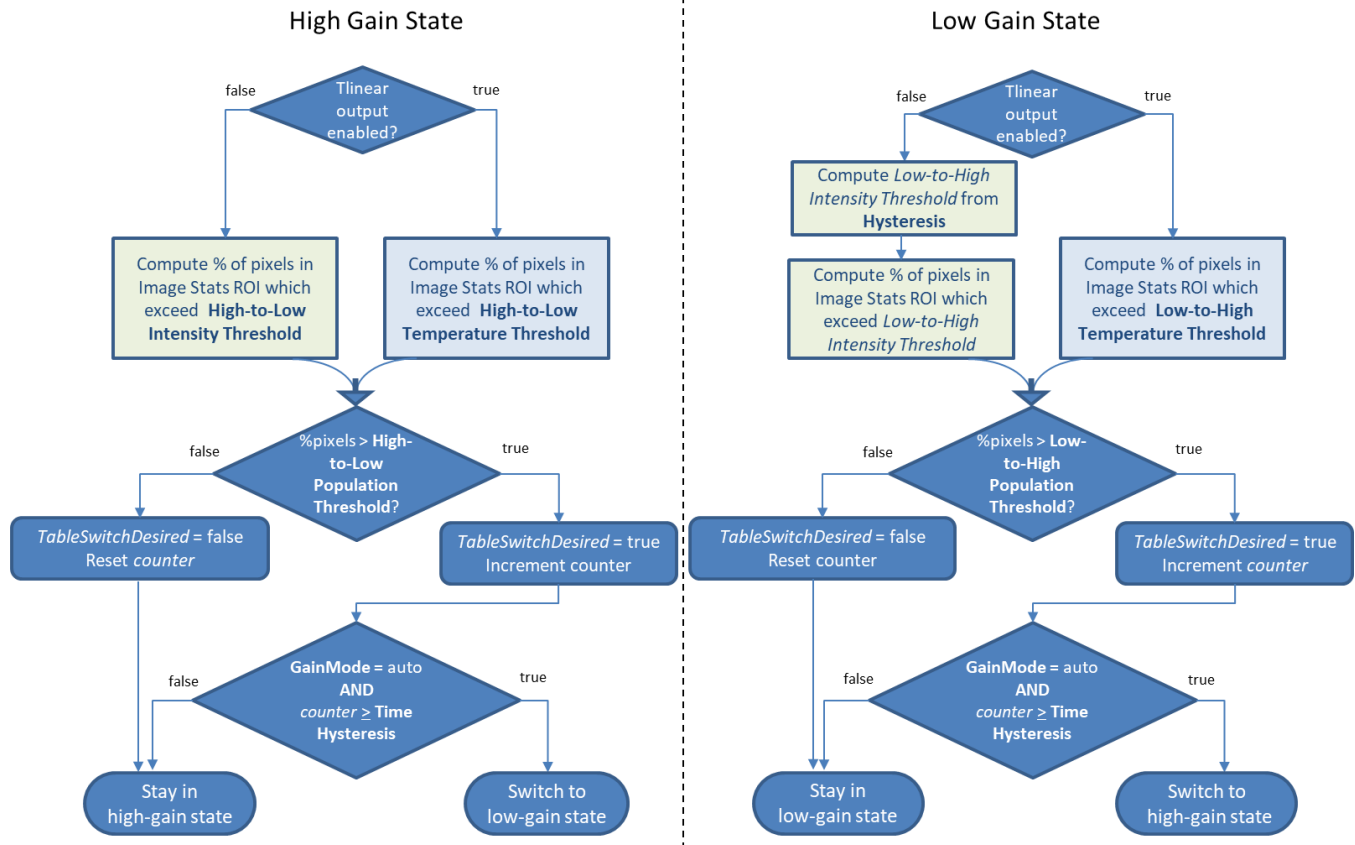 High Gain State
Tlinear
output
enabled?
false
true
Compute % of pixels in
Image Stats ROI which
exceed High-to-Low
Intensity Threshold
Compute % of pixels in
Image Stats ROI which
exceed High-to-Low
Temperature Threshold
%pixels > High-
to-Low
Population
Threshold?
false
true
TableSwitchDesired = false
Reset counter
TableSwitchDesired = true
Increment counter
GainMode = auto
AND
counter ≥ Time
Hysteresis
false
true
Stay in
high-gain state
Switch to
low-gain state
Low Gain State
Tlinear
output
enabled?
false
true
Compute Low-to-High
Intensity Threshold from
Hysteresis
Compute % of pixels in
Image Stats ROI which
exceed Low-to-High
Intensity Threshold
Compute % of pixels in
Image Stats ROI which
exceed Low-to-High
Temperature Threshold
%pixels > Low-
to-High
Population
Threshold?
false
true
TableSwitchDesired = false
Reset counter
TableSwitchDesired = true
Increment counter
GainMode = auto
AND
counter ≥ Time
Hysteresis
false
true
Stay in
low-gain state
Switch to
high-gain state